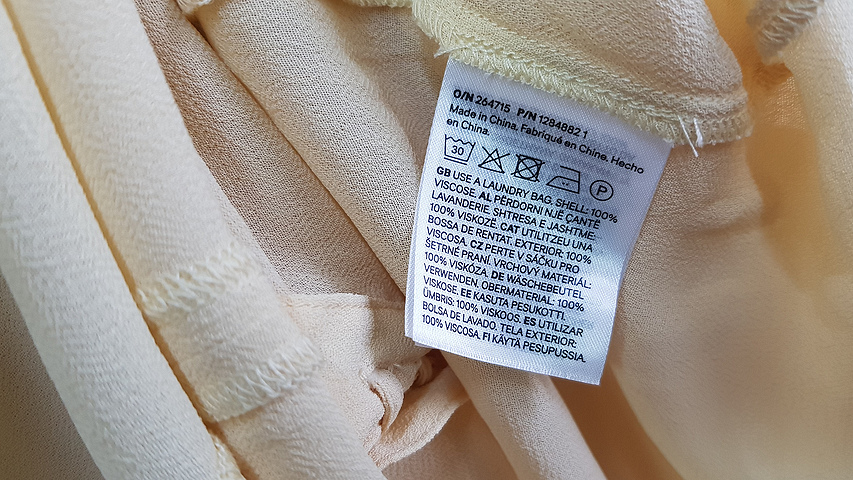 O/N 264715 P/N 1284882 1
Made in China, Fabriqué en Chine, Hecho
en China.
30
P
GB USE A LAUNDRY BAG, SHELL: 100%
VISCOSE. AL PËRDORNI NJË ÇANTË
LAVANDERIE. SHTRESA E JASHTME:
100% VISKOZË. CAT UTILITZEU UNA
BOSSA DE RENTAT. EXTERIOR: 100%
VISCOSA. CZ PERTE V SÁČKU PRO
ŠETRNÉ PRANÍ. VRCHOVÝ MATERIÁL:
100% VISKÓZA. DE WÄSCHEBEUTEL
VERWENDEN. OBERMATERIAL: 100%
VISKOSE. EE KASUTA PESUKOTTI.
ÜMBRIS: 100% VISKOOS. ES UTILIZAR
BOLSA DE LAVADO. TELA EXTERIOR:
100% VISCOSA. FI KÄYTÄ PESUPUSSIA.